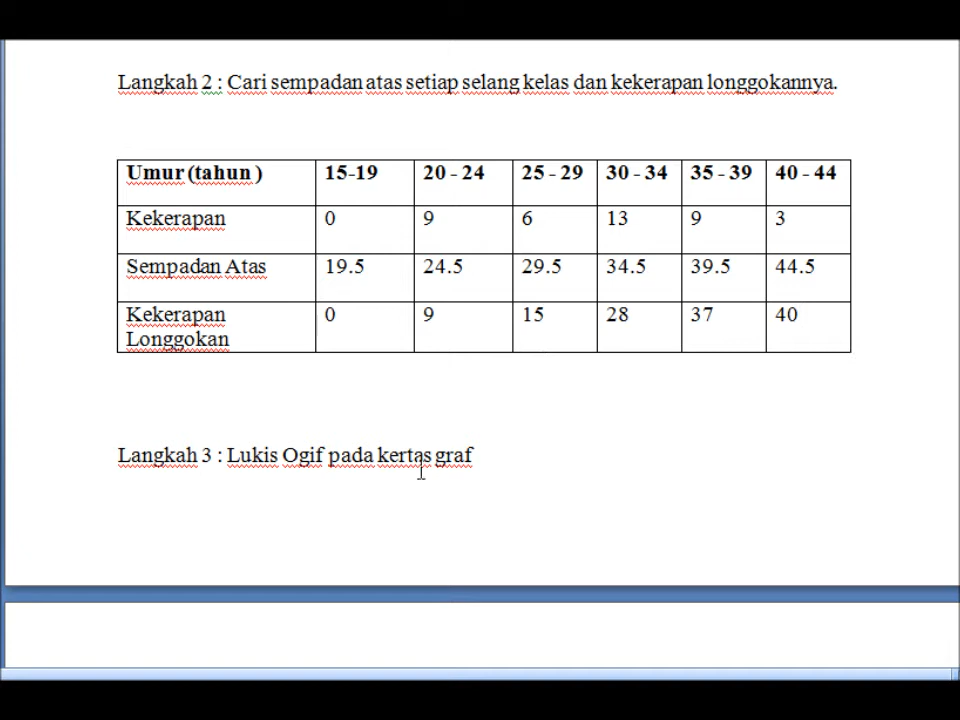 Langkah 2 : Cari sempadan atas setiap selang kelas dan kekerapan longgokannya.
Umur (tahun ) 15-19 20 - 24 25 - 29 30 - 34 35 - 39 40 - 44
Kekerapan 0 9 6 13 9 3
Sempadan Atas 19.5 24.5 29.5 34.5 39.5 44.5
Kekerapan 0 9 15 28 37 40
Longgokan
Langkah 3 : Lukis Ogif pada kertas graf